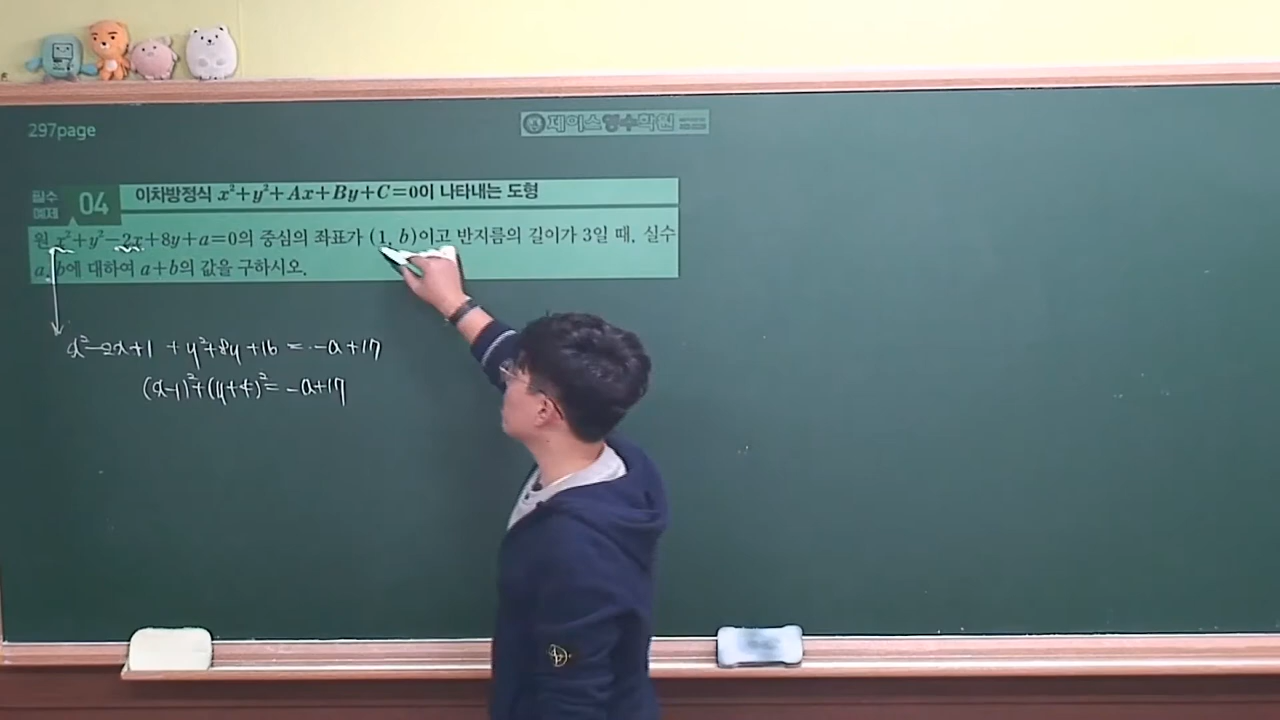 297page
제이스영수학원
필수 예제 04
이차방정식 x²+y²+Ax+By+C=0이 나타내는 도형
원 x²+y²−2x+8y+a=0의 중심의 좌표가 (1, b)이고 반지름의 길이가 3일 때, 실수
a, b에 대하여 a+b의 값을 구하시오.
x²−2x+1 + y²+8y+16 = −a+17
(x−1)²+(y+4)² = −a+17